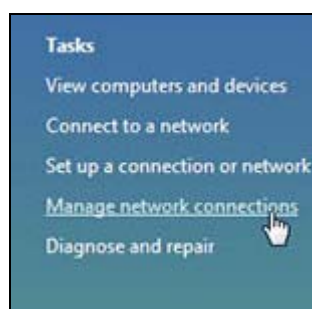 Tasks
View computers and devices
Connect to a network
Set up a connection or network
Manage network connections
Diagnose and repair